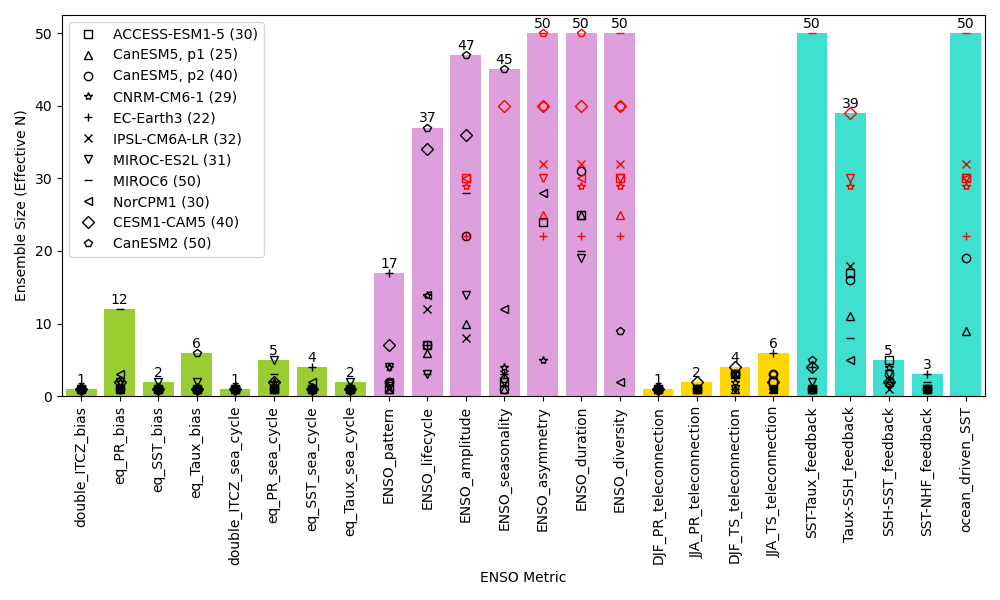 Ensemble Size (Effective N)
50
40
30
20
10
0
ACCESS-ESM1-5 (30)
CanESM5, p1 (25)
CanESM5, p2 (40)
CNRM-CM6-1 (29)
EC-Earth3 (22)
IPSL-CM6A-LR (32)
MIROC-ES2L (31)
MIROC6 (50)
NorCPM1 (30)
CESM1-CAM5 (40)
CanESM2 (50)
1
12
2
6
1
5
4
2
17
37
47
45
50
50
50
1
2
4
6
50
39
5
3
50
double_ITCZ_bias
eq_PR_bias
eq_SST_bias
eq_Taux_bias
double_ITCZ_sea_cycle
eq_PR_sea_cycle
eq_SST_sea_cycle
eq_Taux_sea_cycle
ENSO_pattern
ENSO_lifecycle
ENSO_amplitude
ENSO_seasonality
ENSO_asymmetry
ENSO_duration
ENSO_diversity
DJF_PR_teleconnection
JJA_PR_teleconnection
DJF_TS_teleconnection
JJA_TS_teleconnection
SST-Taux_feedback
Taux-SSH_feedback
SSH-SST_feedback
SST-NHF_feedback
ocean_driven_SST
ENSO Metric